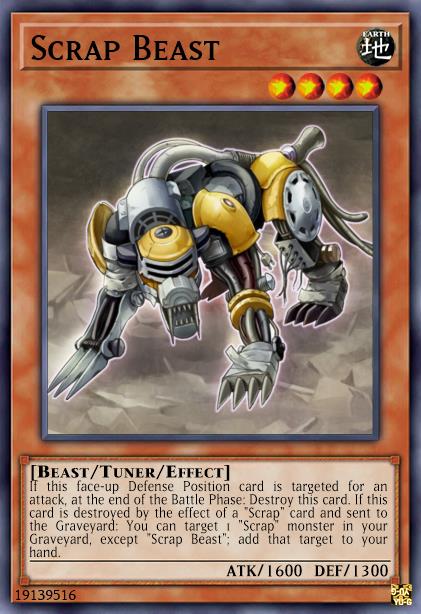 SCRAP BEAST
EARTH
地
[BEAST/TUNER/EFFECT]
If this face-up Defense Position card is targeted for an
attack, at the end of the Battle Phase: Destroy this card. If this
card is destroyed by the effect of a "Scrap" card and sent to
the Graveyard: You can target 1 "Scrap" monster in your
Graveyard, except "Scrap Beast"; add that target to your
hand.
ATK/1600 DEF/1300
19139516